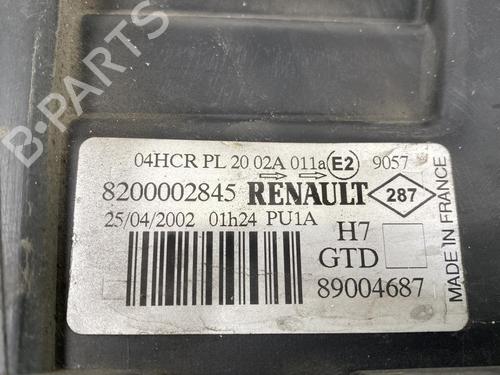 B-PARTS
04HCR PL 20 02A 011a E2 9057
8200002845 RENAULT 287
25/04/2002 01h24 PU1A
H7
GTD
89004687
MADE IN FRANCE